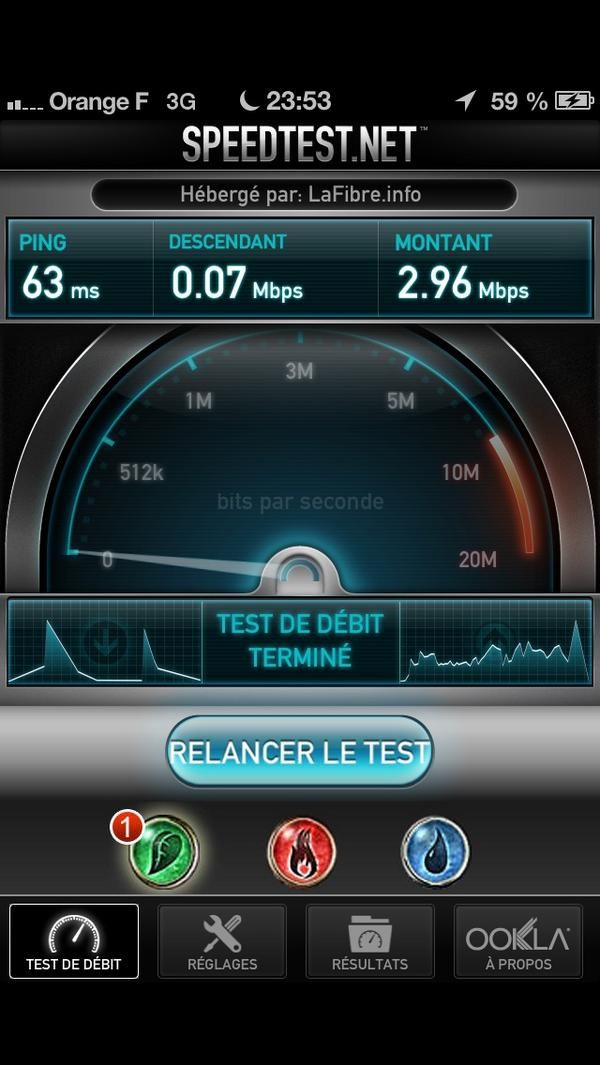 Orange F 3G 23:53 59 %
SPEEDTEST.NET™
Hébergé par: LaFibre.info
PING DESCENDANT MONTANT
63 ms 0.07 Mbps 2.96 Mbps
3M
1M 5M
512k 10M
bits par seconde
0 20M
TEST DE DÉBIT
TERMINÉ
RELANCER LE TEST
1
OOKLA
TEST DE DÉBIT RÉGLAGES RÉSULTATS À PROPOS